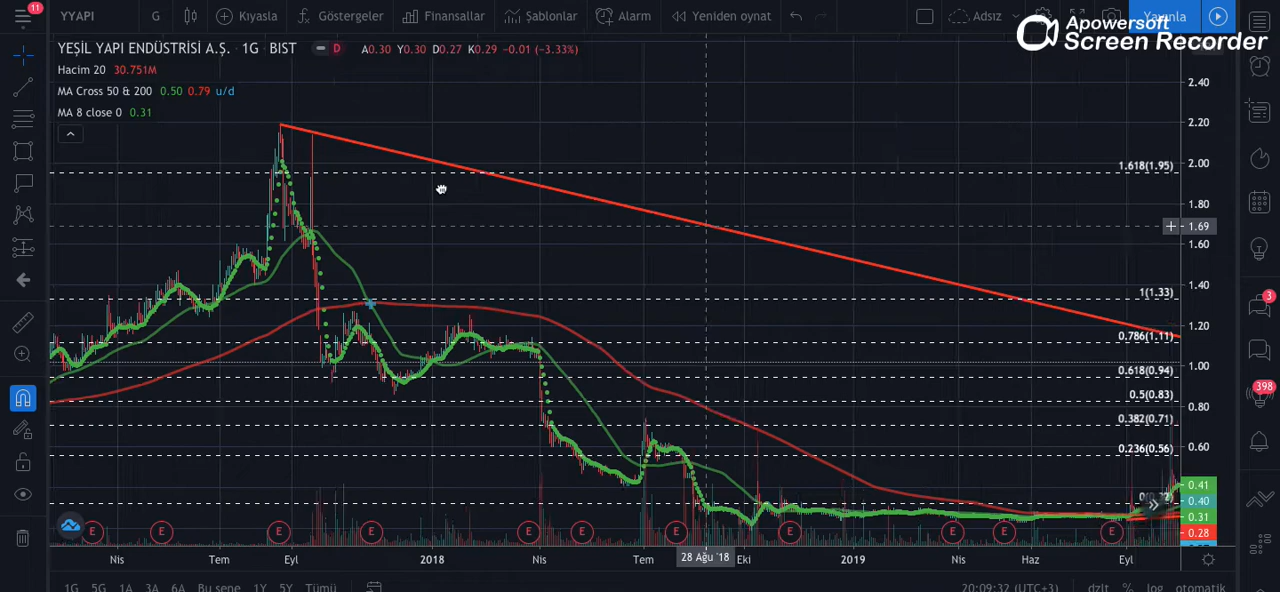 11
YYAPI
G
Kıyasla
Göstergeler
Finansallar
Şablonlar
Alarm
Yeniden oynat
Adsız
Yayınla
Apowersoft
Screen Recorder
YEŞİL YAPI ENDÜSTRİSİ A.Ş. · 1G · BIST
D
A0.30 Y0.30 D0.27 K0.29 −0.01 (−3.33%)
Hacim 20 30.751M
MA Cross 50 & 200 0.50 0.79 u/d
MA 8 close 0 0.31
2.40
2.20
2.00
1.80
1.69
1.60
1.40
1.20
1.00
0.80
0.60
0.41
0.40
0.31
0.28
1.618(1.95)
1(1.33)
0.786(1.11)
0.618(0.94)
0.5(0.83)
0.382(0.71)
0.236(0.56)
3
398
E E E E E E E E E E E
Nis Tem Eyl 2018 Nis Tem 28 Ağu '18 Eki 2019 Nis Haz Eyl
1G 5G 1A 3A 6A Bu sene 1Y 5Y Tümü
20:09:32 (UTC+3) % log otomatik